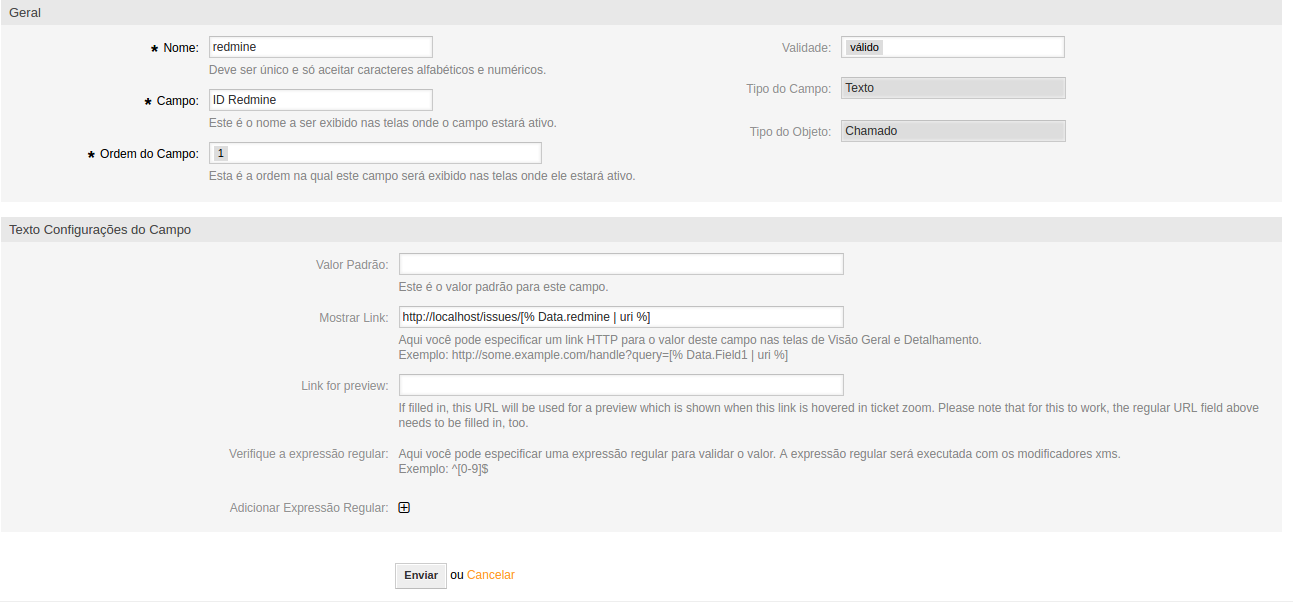 Geral
★ Nome: redmine
Deve ser único e só aceitar caracteres alfabéticos e numéricos.
★ Campo: ID Redmine
Este é o nome a ser exibido nas telas onde o campo estará ativo.
★ Ordem do Campo: 1
Esta é a ordem na qual este campo será exibido nas telas onde ele estará ativo.
Validade: válido
Tipo do Campo: Texto
Tipo do Objeto: Chamado
Texto Configurações do Campo
Valor Padrão:
Este é o valor padrão para este campo.
Mostrar Link: http://localhost/issues/[% Data.redmine | uri %]
Aqui você pode especificar um link HTTP para o valor deste campo nas telas de Visão Geral e Detalhamento.
Exemplo: http://some.example.com/handle?query=[% Data.Field1 | uri %]
Link for preview:
If filled in, this URL will be used for a preview which is shown when this link is hovered in ticket zoom. Please note that for this to work, the regular URL field above
needs to be filled in, too.
Verifique a expressão regular: Aqui você pode especificar uma expressão regular para validar o valor. A expressão regular será executada com os modificadores xms.
Exemplo: ^[0-9]$
Adicionar Expressão Regular:
Enviar ou Cancelar